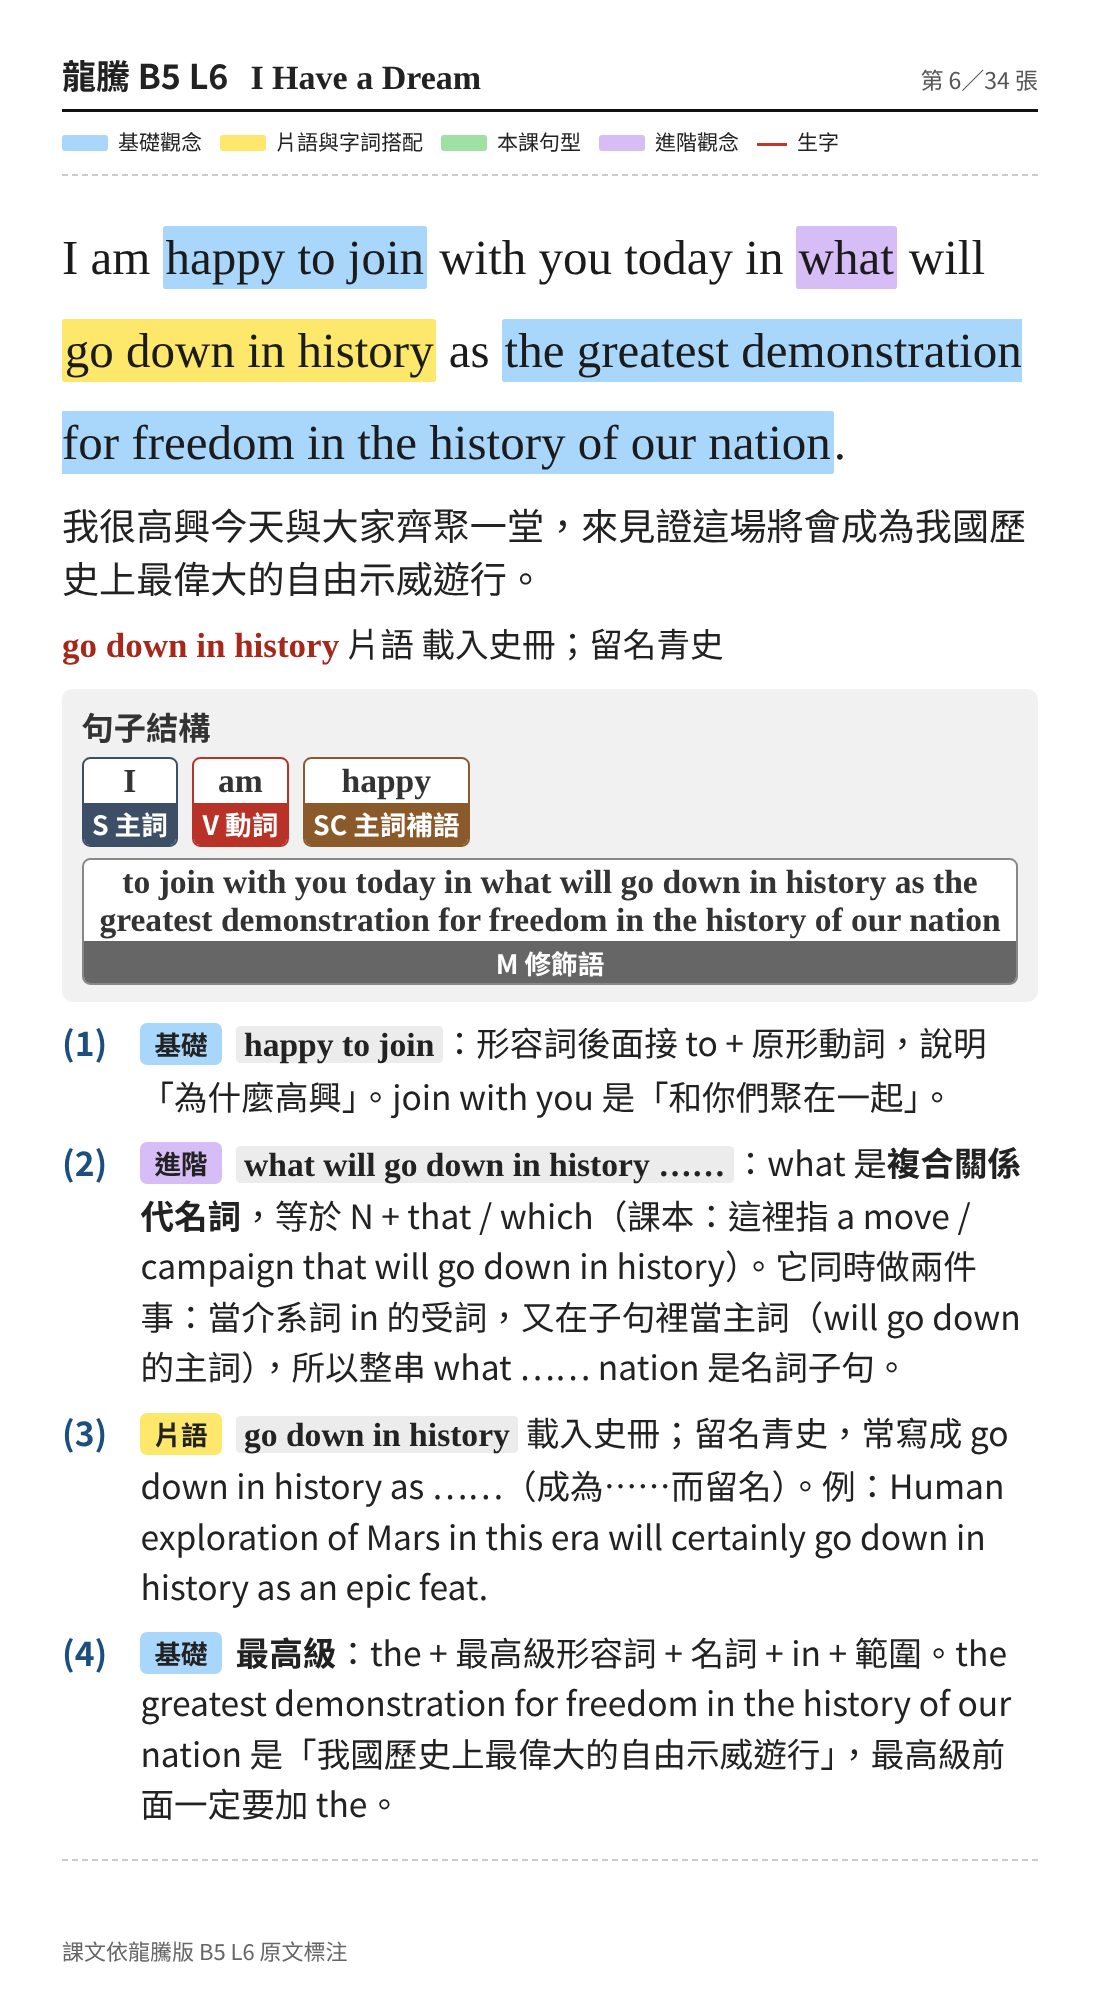 龍騰 B5 L6 I Have a Dream
第 6／34 張
基礎觀念 片語與字詞搭配 本課句型 進階觀念 生字
I am happy to join with you today in what will
go down in history as the greatest demonstration
for freedom in the history of our nation.
我很高興今天與大家齊聚一堂，來見證這場將會成為我國歷
史上最偉大的自由示威遊行。
go down in history 片語 載入史冊；留名青史
句子結構
I am happy
S 主詞 V 動詞 SC 主詞補語
to join with you today in what will go down in history as the
greatest demonstration for freedom in the history of our nation
M 修飾語
(1) 基礎 happy to join：形容詞後面接 to + 原形動詞，說明
「為什麼高興」。join with you 是「和你們聚在一起」。
(2) 進階 what will go down in history ……：what 是複合關係
代名詞，等於 N + that / which（課本：這裡指 a move /
campaign that will go down in history）。它同時做兩件
事：當介系詞 in 的受詞，又在子句裡當主詞（will go down
的主詞），所以整串 what …… nation 是名詞子句。
(3) 片語 go down in history 載入史冊；留名青史，常寫成 go
down in history as ……（成為……而留名）。例：Human
exploration of Mars in this era will certainly go down in
history as an epic feat.
(4) 基礎 最高級：the + 最高級形容詞 + 名詞 + in + 範圍。the
greatest demonstration for freedom in the history of our
nation 是「我國歷史上最偉大的自由示威遊行」，最高級前
面一定要加 the。
課文依龍騰版 B5 L6 原文標注